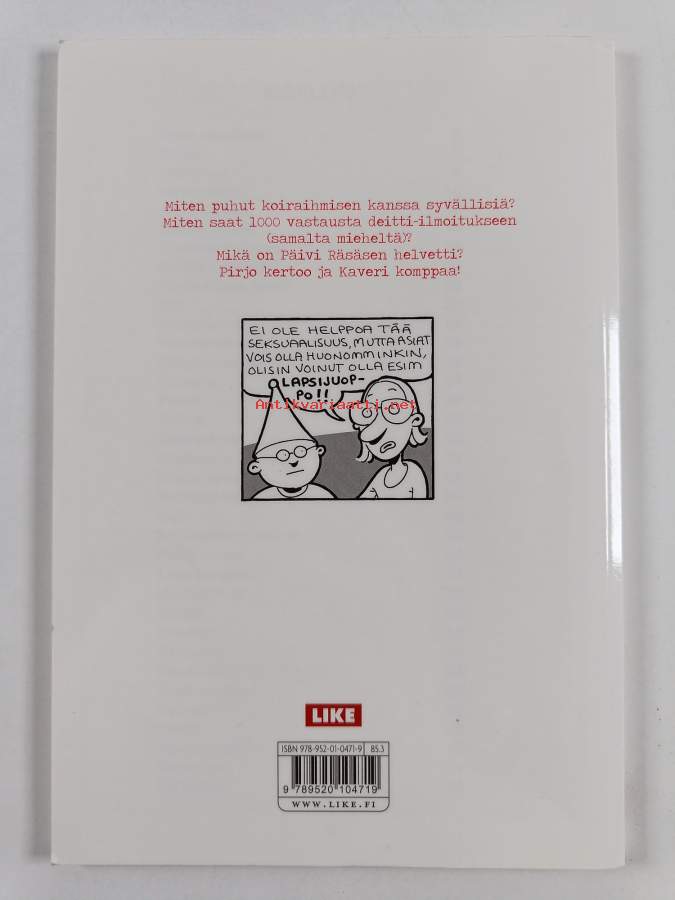 Miten puhut koiraihmisen kanssa syvällisiä?
Miten saat 1000 vastausta deitti-ilmoitukseen
(samalta mieheltä)?
Mikä on Päivi Räsäsen helvetti?
Pirjo kertoo ja Kaveri komppaa!
EI OLE HELPPOA TÄÄ
SEKSUAALISUUS, MUTTA ASIAT
VOIS OLLA HUONOMMINKIN,
OLISIN VOINUT OLLA ESIM
LAPSIJUOP-
PO!!
Antikvariaatti.net
LIKE
ISBN 978-952-01-0471-9 85.3
9 789520 104719
WWW.LIKE.FI